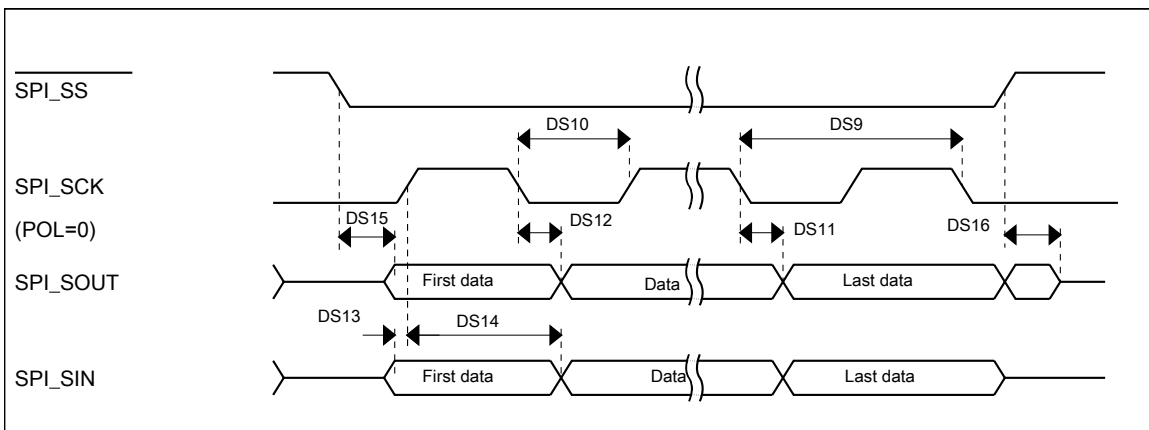 SPI_SS
DS10
DS9
SPI_SCK
(POL=0)
DS15
DS12
DS11
DS16
SPI_SOUT
First data
Data
Last data
DS13
DS14
SPI_SIN
First data
Data
Last data